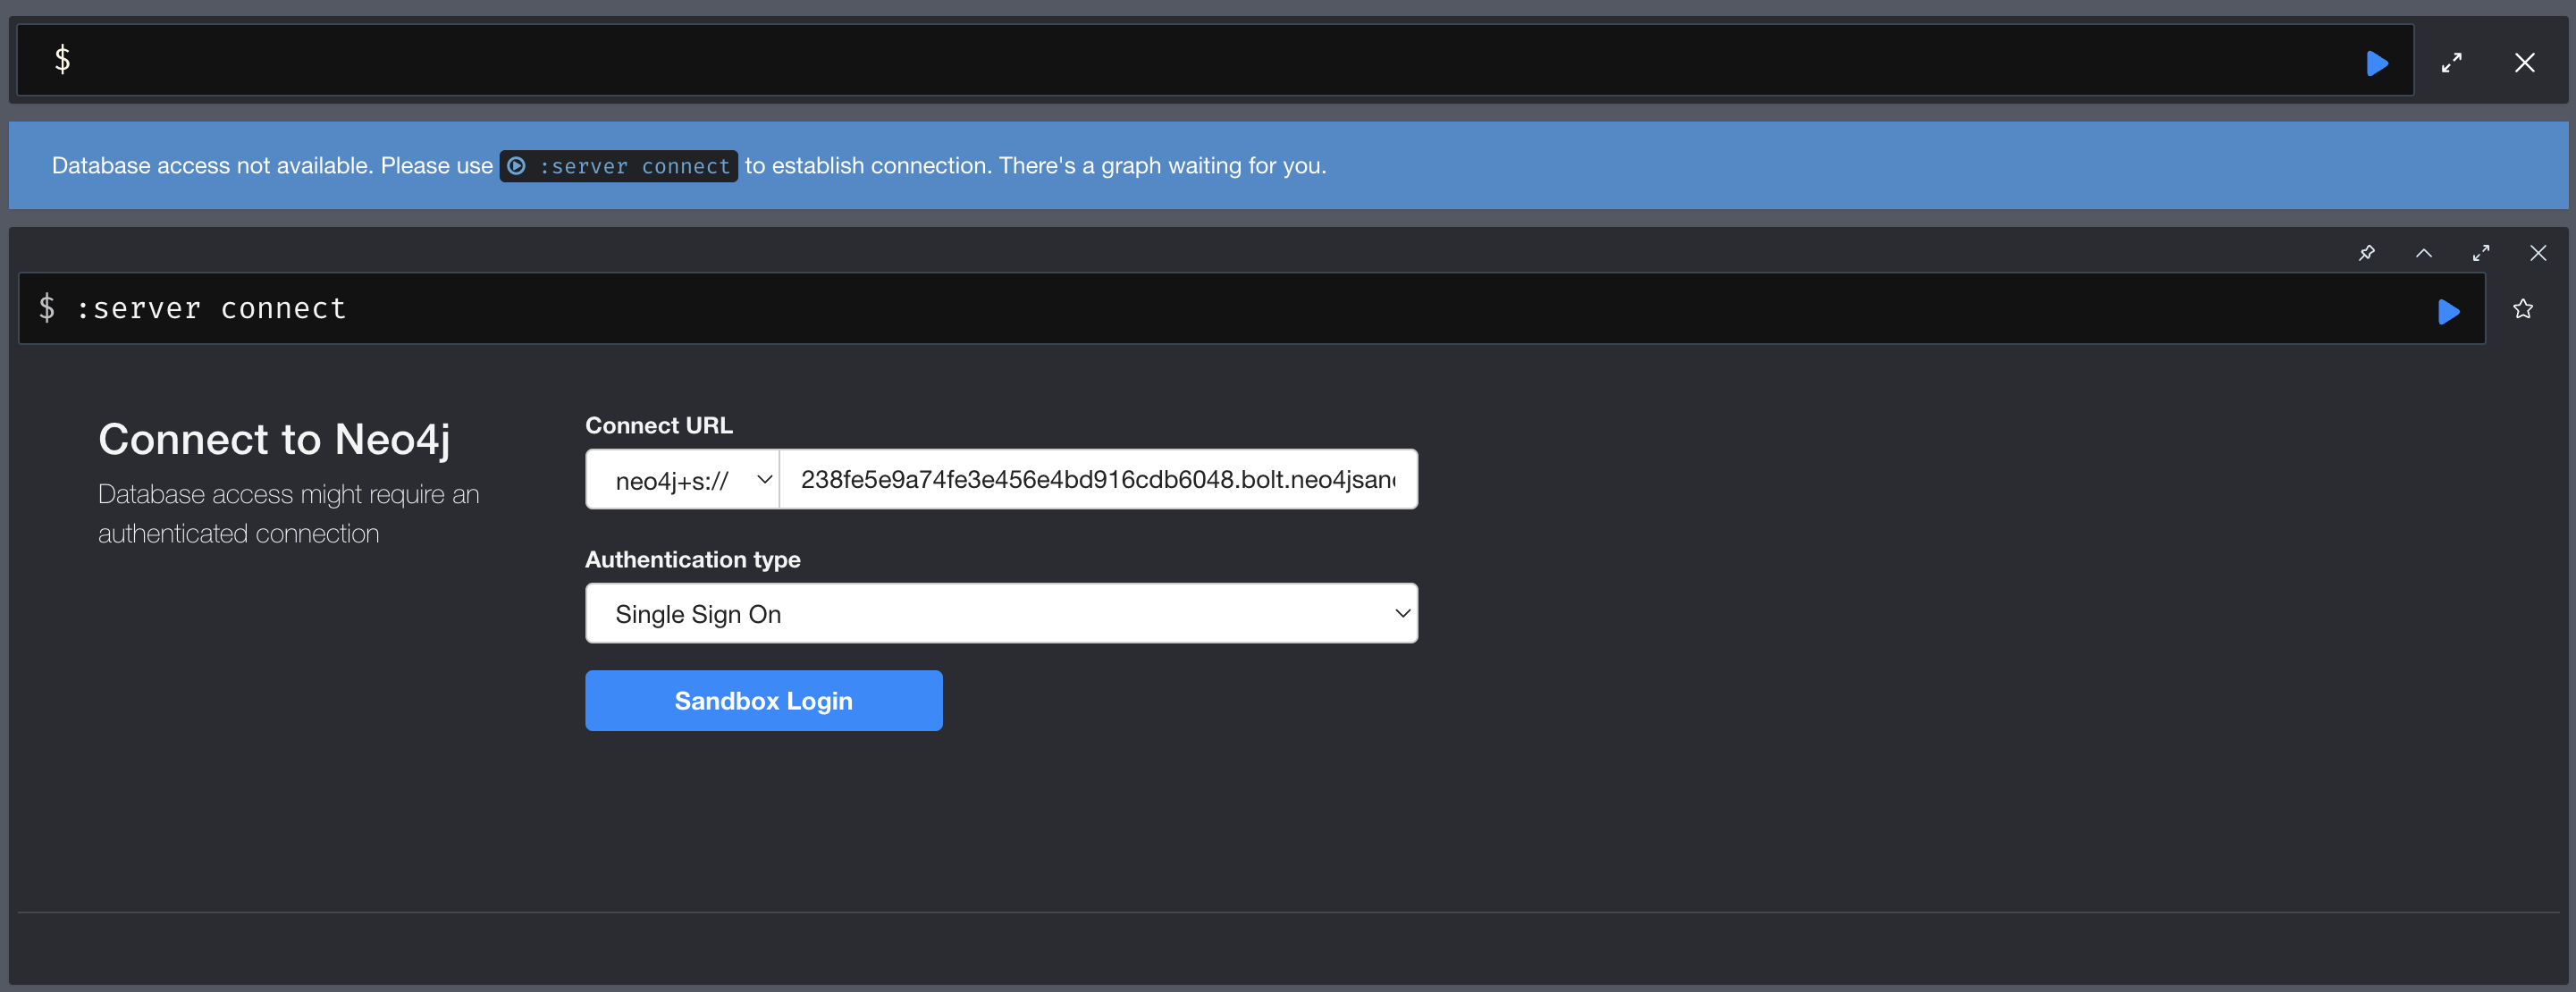 $
Database access not available. Please use :server connect to establish connection. There's a graph waiting for you.
$ :server connect
Connect to Neo4j
Database access might require an
authenticated connection
Connect URL
neo4j+s:// 238fe5e9a74fe3e456e4bd916cdb6048.bolt.neo4jsan
Authentication type
Single Sign On
Sandbox Login